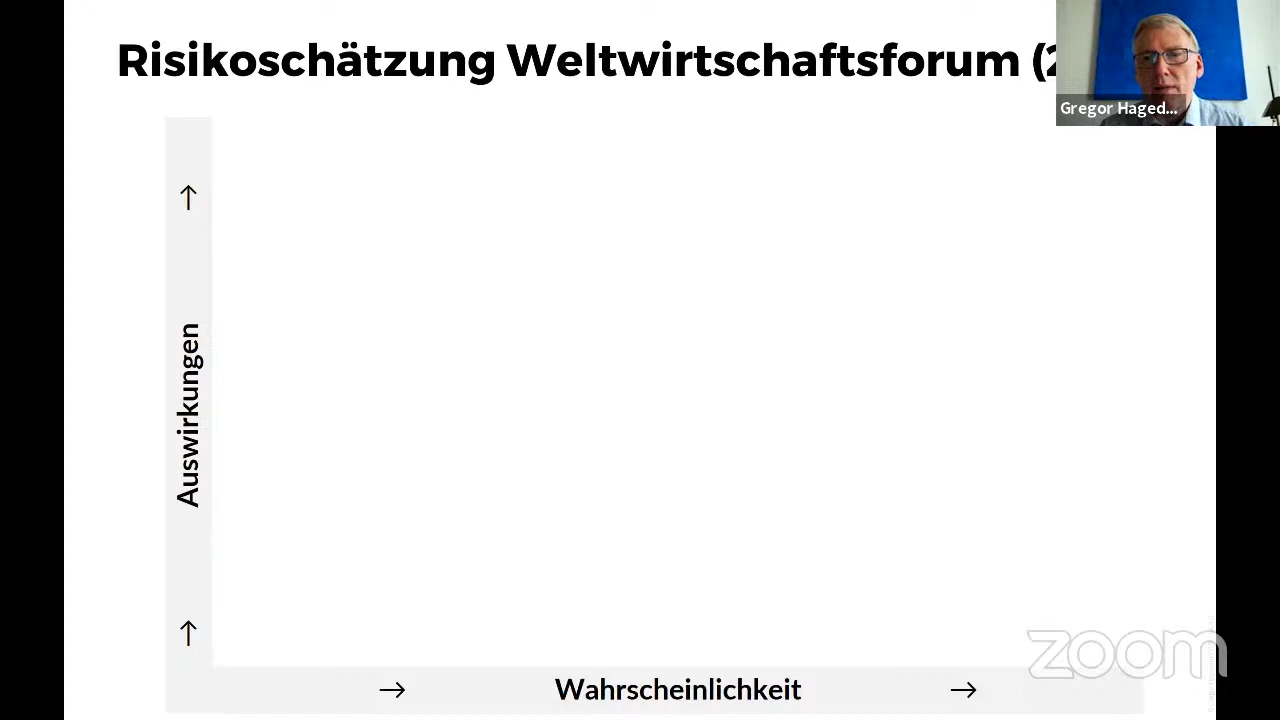 Risikoschätzung Weltwirtschaftsforum (2
Gregor Haged...
↑
Auswirkungen
↑
→ Wahrscheinlichkeit →
zoom